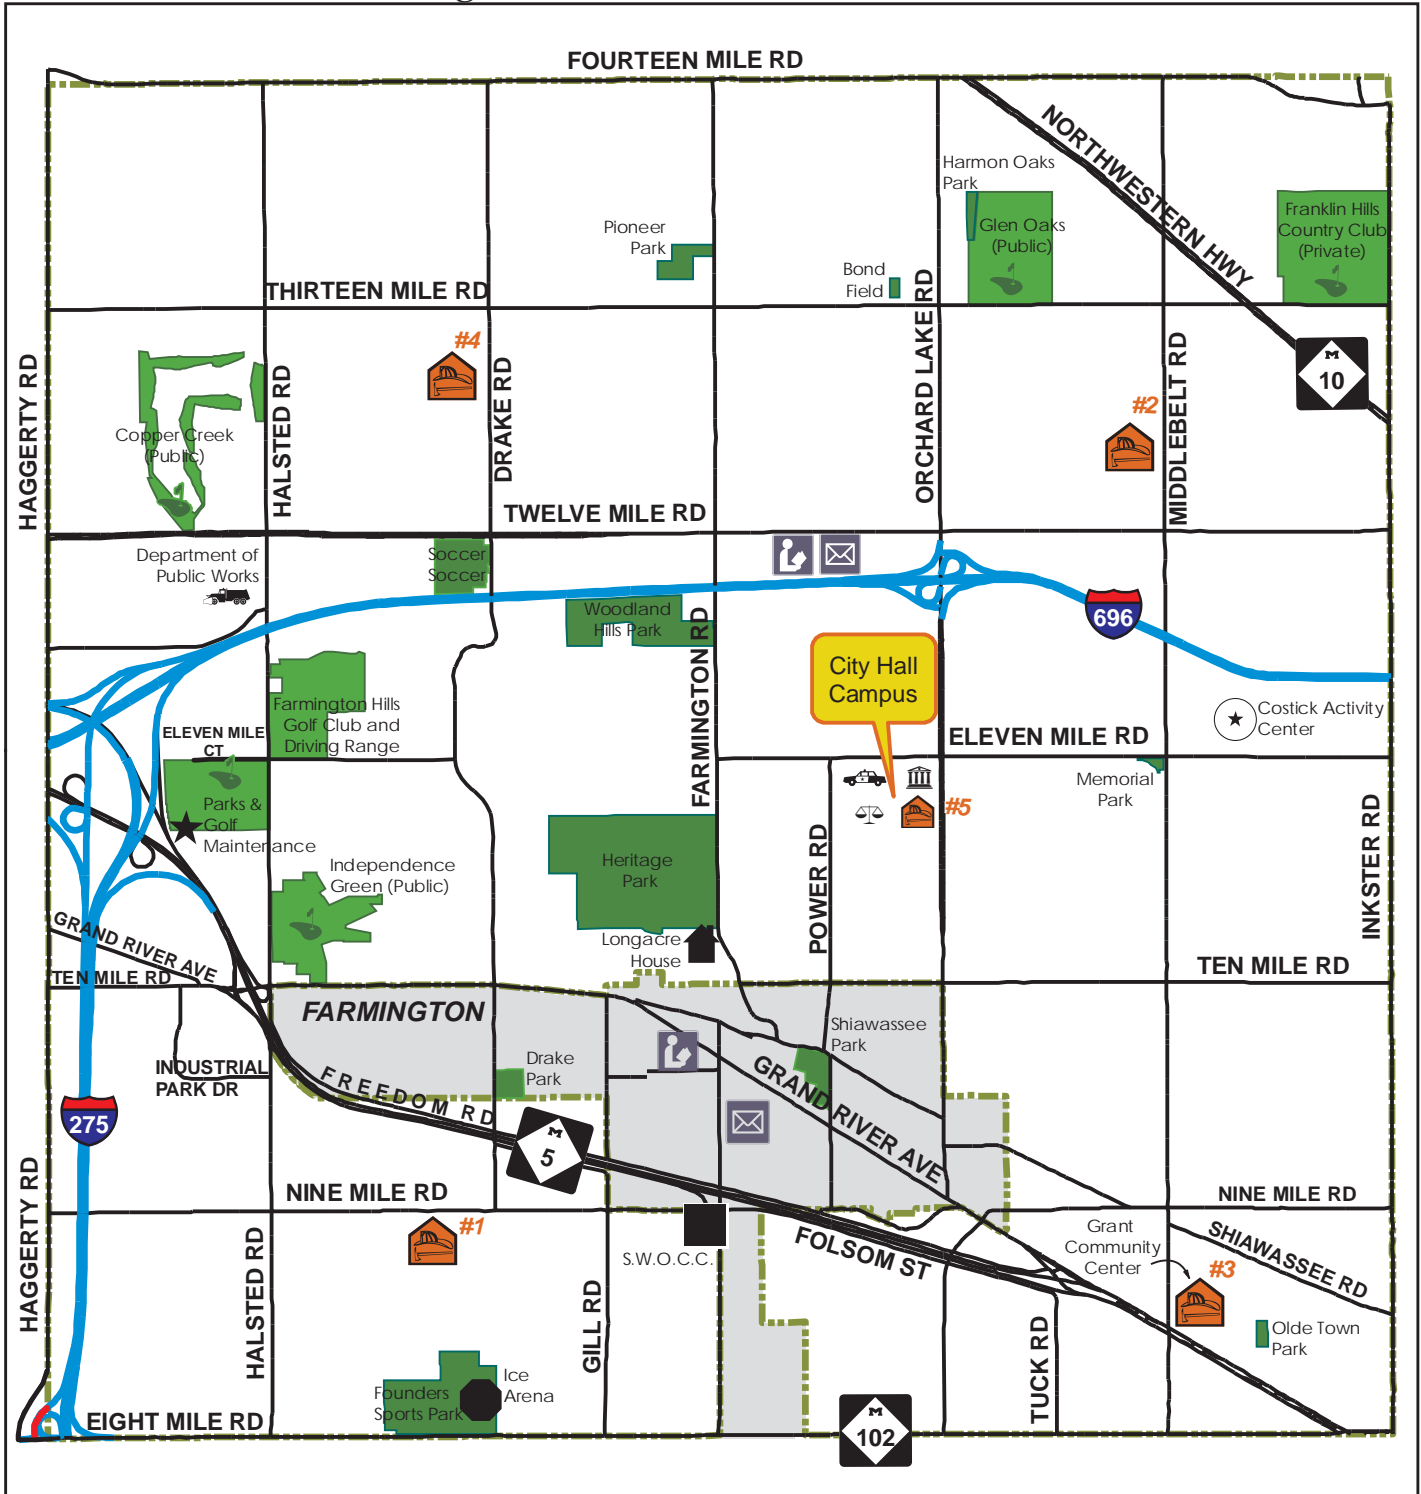 FOURTEEN MILE RD
NORTHWESTERN HWY
Harmon Oaks
Park
Glen Oaks
(Public)
Franklin Hills
Country Club
(Private)
Pioneer
Park
Bond
Field
THIRTEEN MILE RD
#4
HAGGERTY RD
HALSTED RD
DRAKE RD
ORCHARD LAKE RD
MIDDLEBELT RD
M
10
#2
Copper Creek
(Public)
TWELVE MILE RD
Department of
Public Works
Soccer
Soccer
Woodland
Hills Park
FARMINGTON RD
696
City Hall
Campus
Farmington Hills
Golf Club and
Driving Range
ELEVEN MILE
CT
ELEVEN MILE RD
Costick Activity
Center
Memorial
Park
Parks &
Golf
Maintenance
#5
POWER RD
INKSTER RD
Independence
Green (Public)
Heritage
Park
Longacre
House
GRAND RIVER AVE
TEN MILE RD
TEN MILE RD
FARMINGTON
Shiawassee
Park
INDUSTRIAL
PARK DR
Drake
Park
FREEDOM RD
GRAND RIVER AVE
275
M
5
HAGGERTY RD
NINE MILE RD
NINE MILE RD
#1
S.W.O.C.C.
FOLSOM ST
Grant
Community
Center
SHIAWASSEE RD
#3
HALSTED RD
GILL RD
TUCK RD
Olde Town
Park
Founders
Sports Park
Ice
Arena
EIGHT MILE RD
M
102